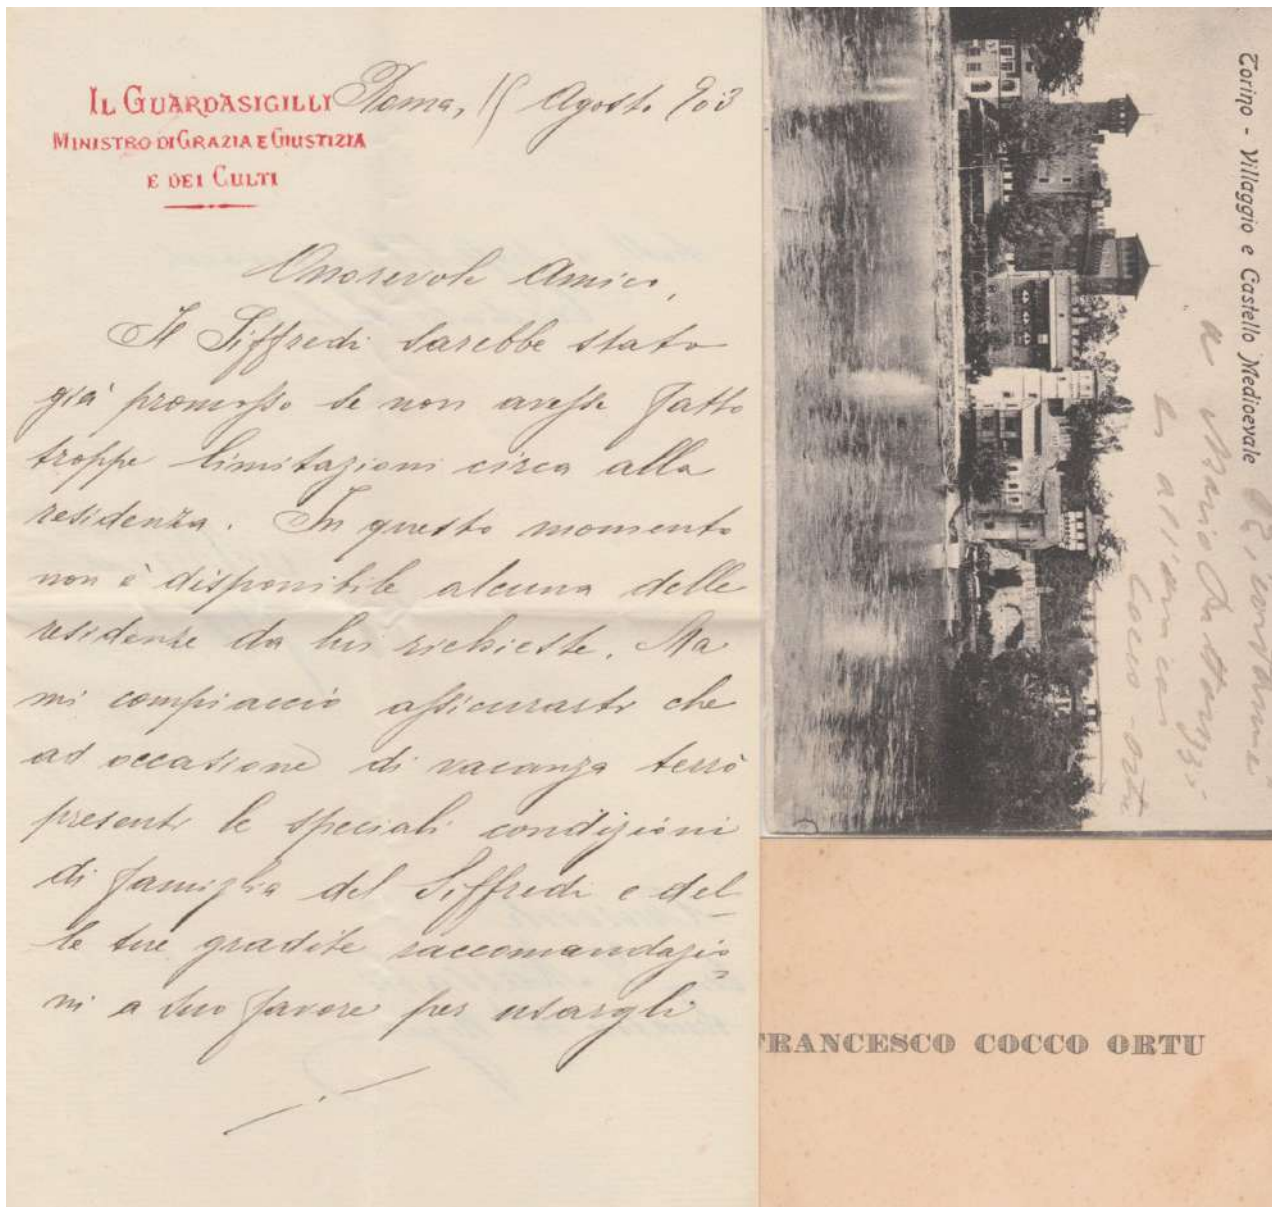 IL GUARDASIGILLI
MINISTRO DI GRAZIA E GIUSTIZIA
E DEI CULTI
Roma, 15 Agosto 903
Onorevole Amico,
Il Siffredi sarebbe stato
già promosso se non avesse fatto
troppe limitazioni circa alla
residenza. In questo momento
non è disponibile alcuna delle
residenze da lui richieste. Ma
mi compiaccio assicurarti che
ad occasione di vacanza terrò
presenti le speciali condizioni
di famiglia del Siffredi e del-
le tue gradite raccomandazio
ni a suo favore per usargli
Torino - Villaggio e Castello Medioevale
a Mario
Cocco-Ortu
FRANCESCO COCCO ORTU